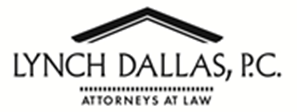 LYNCH DALLAS, P.C.
ATTORNEYS AT LAW